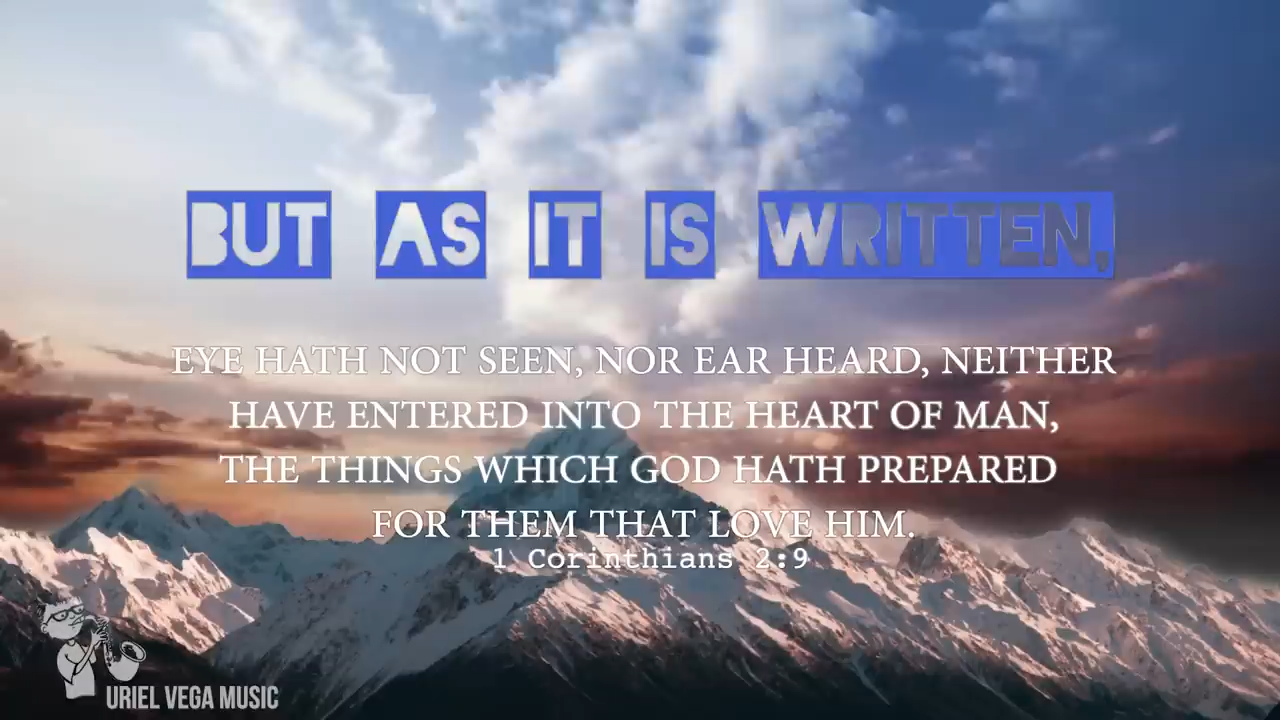 BUT AS IT IS WRITTEN,
EYE HATH NOT SEEN, NOR EAR HEARD, NEITHER
HAVE ENTERED INTO THE HEART OF MAN,
THE THINGS WHICH GOD HATH PREPARED
FOR THEM THAT LOVE HIM.
1 Corinthians 2:9
URIEL VEGA MUSIC